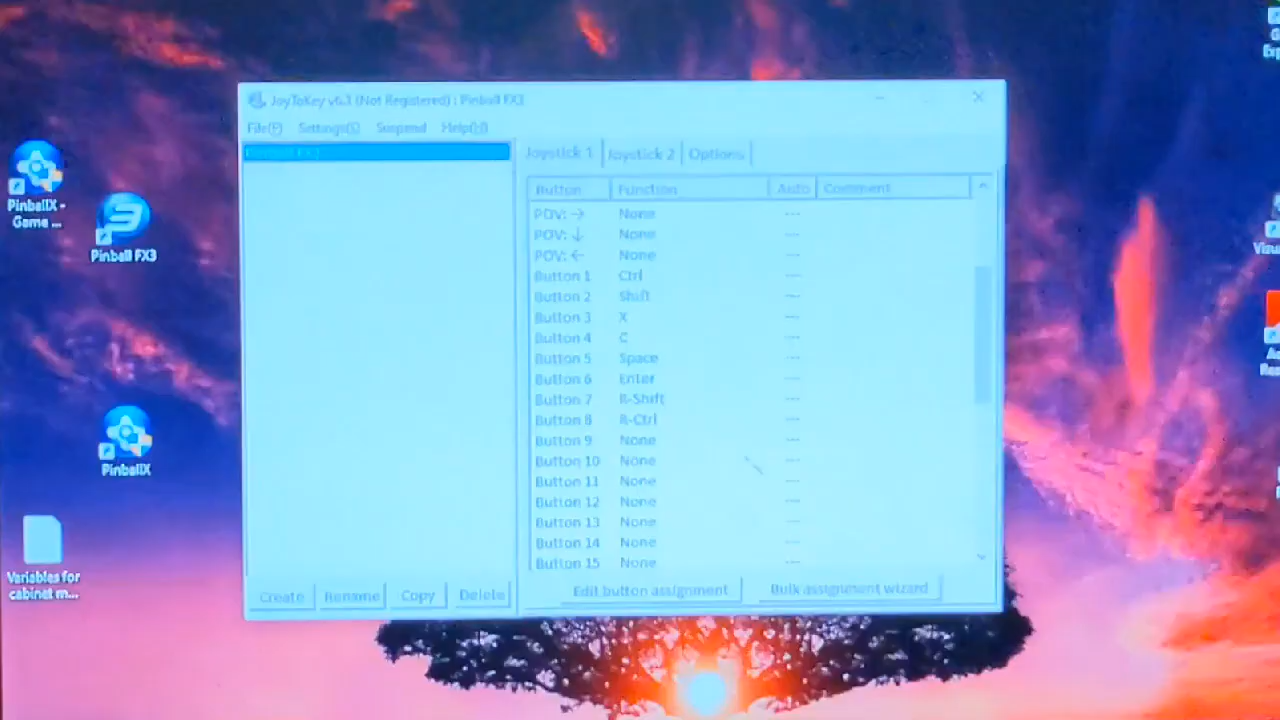 JoyToKey v6.3 (Not Registered) : Pinball FX3
File(F) Settings(S) Suspend Help(H)
Joystick 1 Joystick 2 Options
Button Function Auto Comment
POV: → None ---
POV: ↓ None ---
POV: ← None ---
Button 1 Ctrl ---
Button 2 Shift ---
Button 3 X ---
Button 4 C ---
Button 5 Space ---
Button 6 Enter ---
Button 7 R-Shift ---
Button 8 R-Ctrl ---
Button 9 None ---
Button 10 None ---
Button 11 None ---
Button 12 None ---
Button 13 None ---
Button 14 None ---
Button 15 None ---
Create Rename Copy Delete
Edit button assignment Bulk assignment wizard
PinballX -
Game ...
Pinball FX3
PinballX
Variables for
cabinet m...